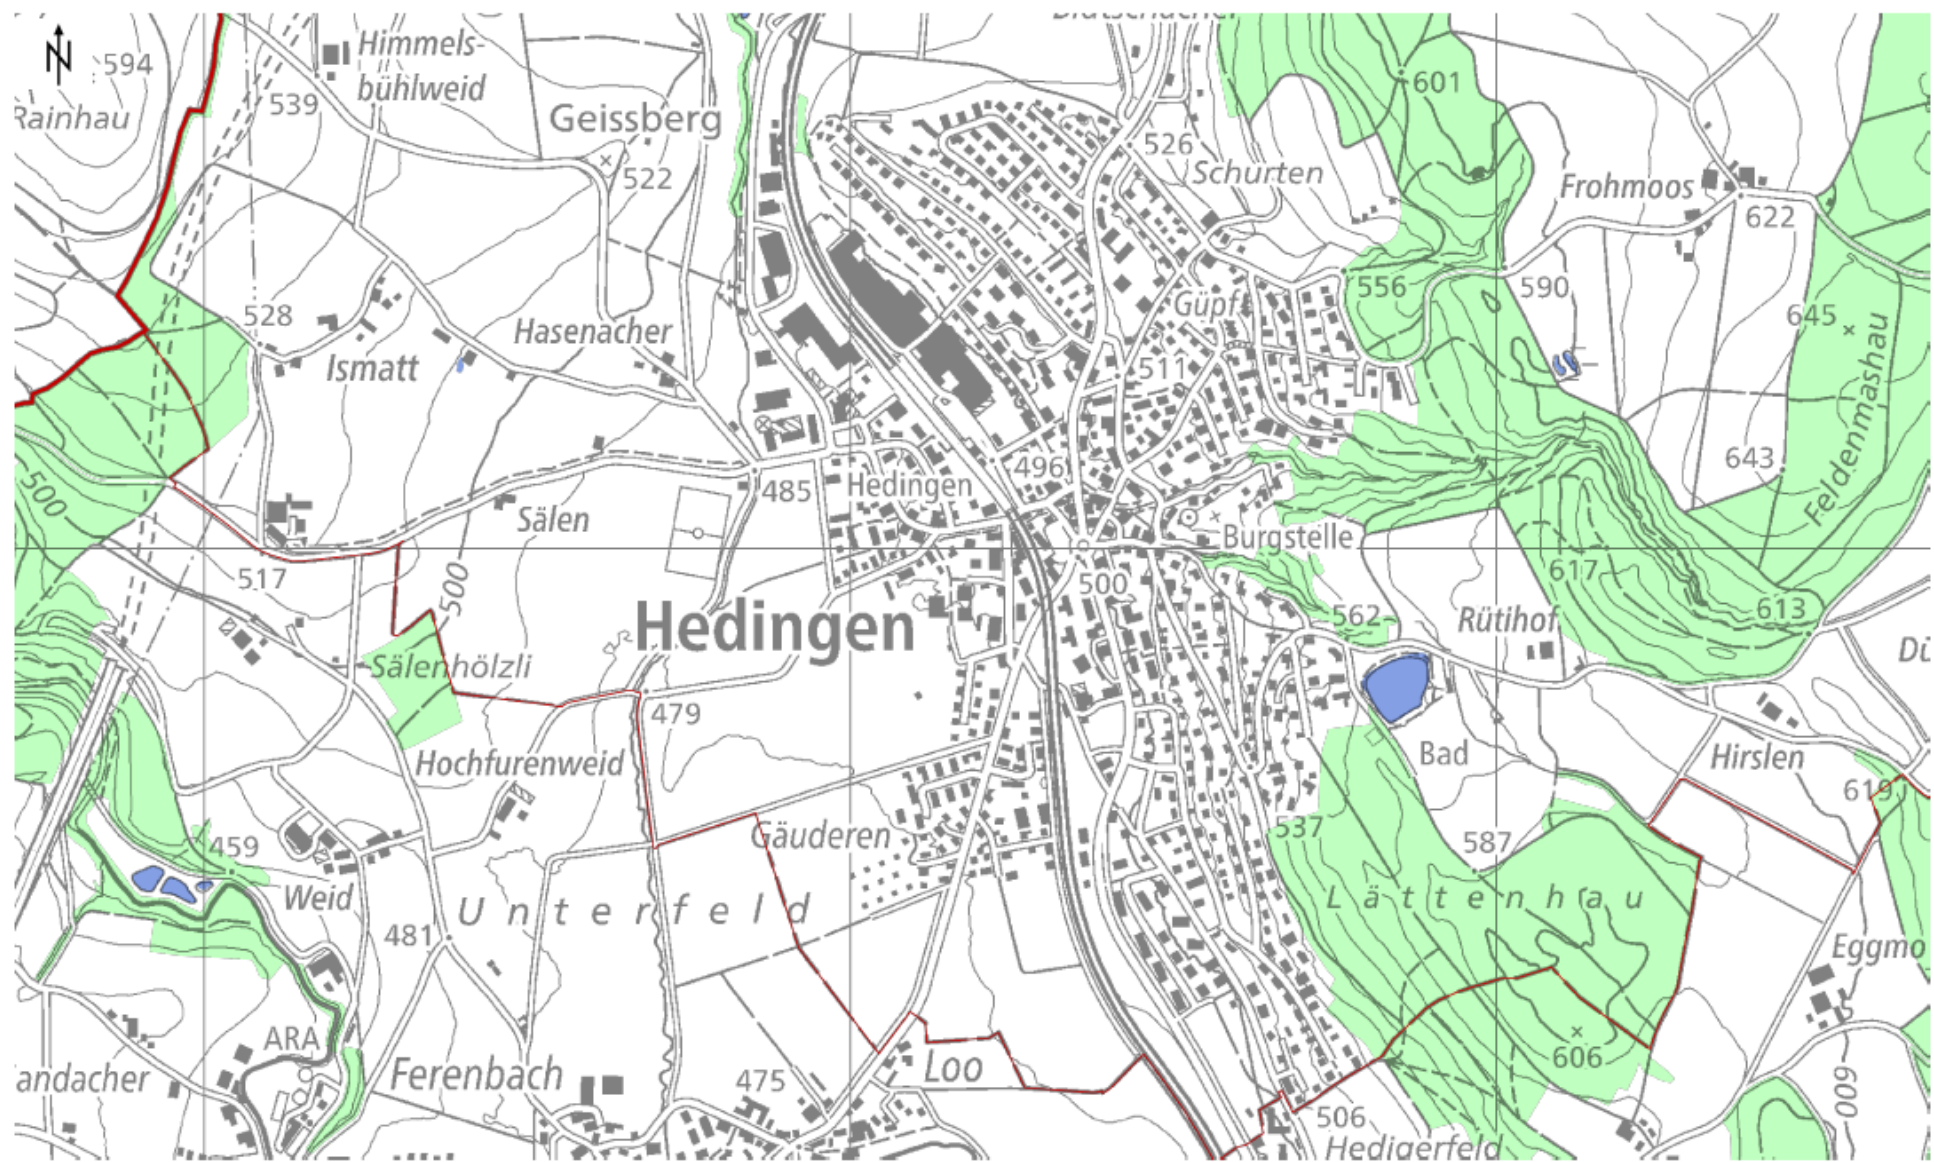 N
594
Himmels-
bühlweid
Rainhau
539
Geissberg
522
526
Schurten
601
Frohmoos
622
528
Ismatt
Hasenacher
Güpf
556
590
645
511
Feldenmashau
643
500
485
Hedingen
496
Sälen
Burgstelle
517
500
500
617
613
562
Rütihof
Hedingen
Sälenhölzli
479
Hochfurenweid
Bad
Hirslen
619
Gäuderen
537
587
459
Weid
Unterfeld
Lättenhau
481
Eggmo
ARA
andacher
Ferenbach
475
Loo
606
600
506
Hedigerfeld